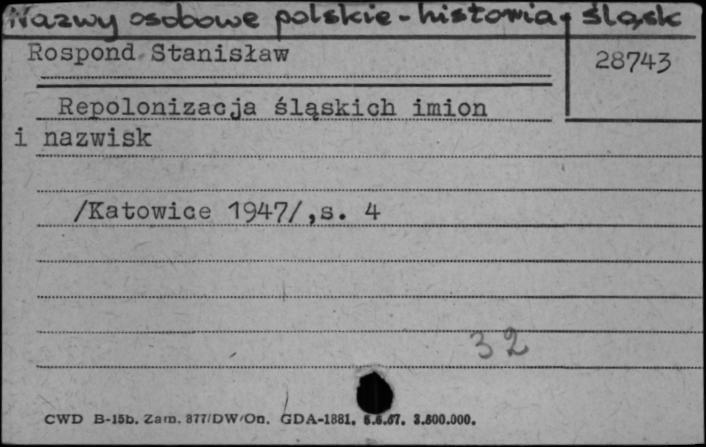 Nazwy osobowe polskie - historia, śląsk
Rospond Stanisław
28743
Repolonizacja śląskich imion
i nazwisk
/Katowice 1947/,s. 4
32
CWD B-15b. Zam. 877/DW/On. GDA-1881. 6.6.67. 3.800.000.